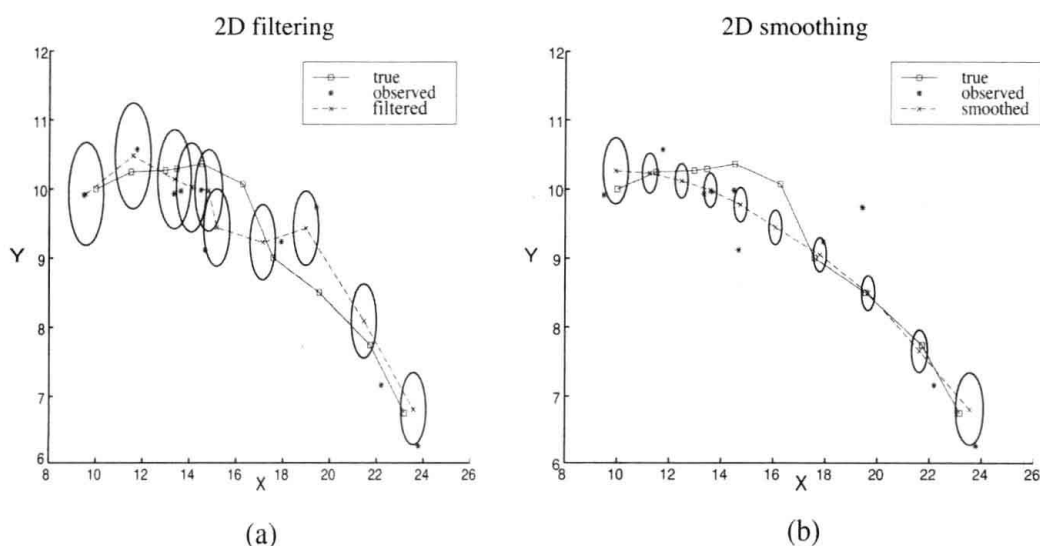 2D filtering
12
11
10
9
8
7
6
Y
8
10
12
14
16
18
20
22
24
26
X
true
observed
filtered
(a)
2D smoothing
12
11
10
9
8
7
6
Y
8
10
12
14
16
18
20
22
24
26
X
true
observed
smoothed
(b)